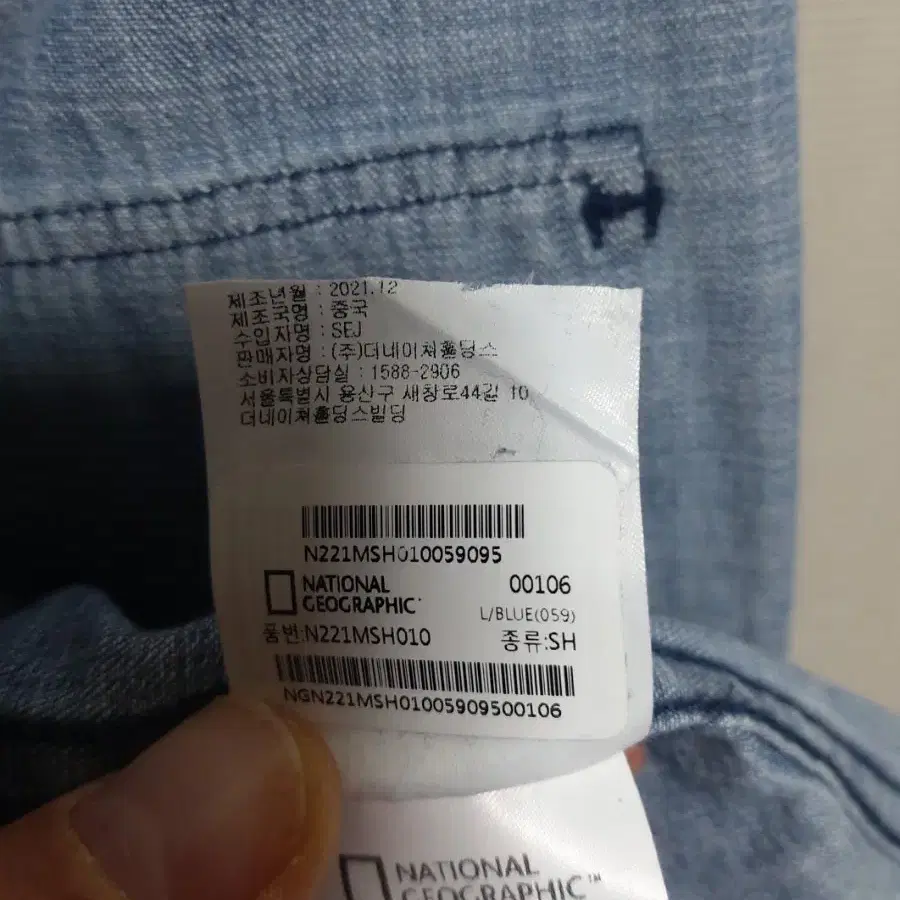 제조년월 : 2021.12
제조국명 : 중국
수입자명 : SEJ
판매자명 : (주)더네이쳐홀딩스
소비자상담실 : 1588-2906
서울특별시 용산구 새창로44길 10
더네이쳐홀딩스빌딩
N221MSH010059095
NATIONAL 00106
GEOGRAPHIC L/BLUE(059)
품번:N221MSH010 종류:SH
NGN221MSH01005909500106
NATIONAL
GEOGRAPHIC™